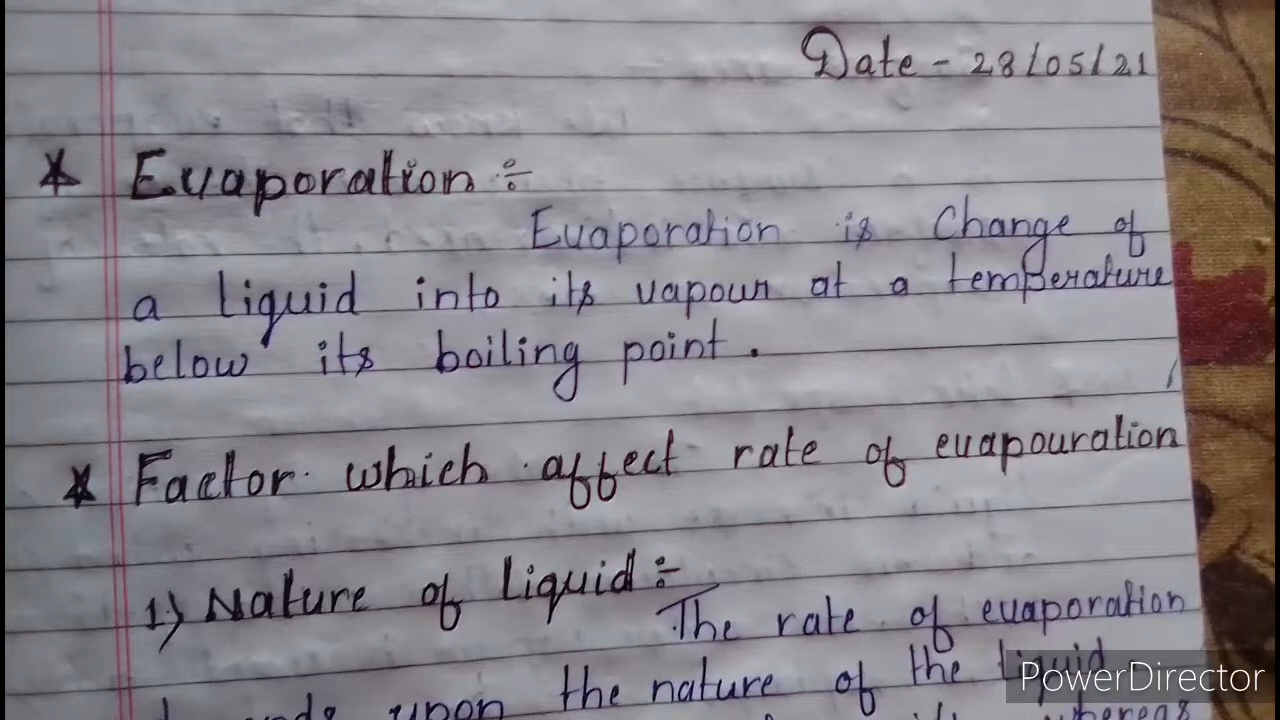 Date - 28/05/21
* Evaporation ÷
Evaporation is Change of
a liquid into its vapour at a temperature
below its boiling point.
* Factor which affect rate of evapouration
1) Nature of liquid ÷
The rate of evaporation
upon the nature of the liquid
whereas
PowerDirector